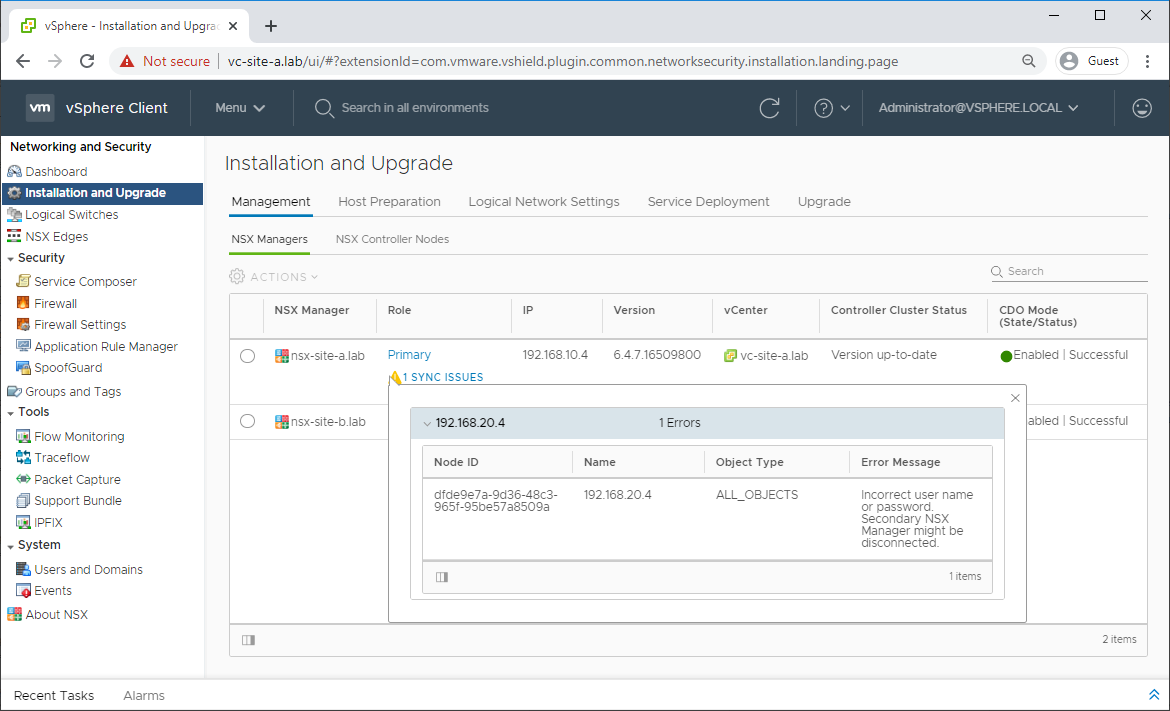 vSphere - Installation and Upgra
Not secure
vc-site-a.lab/ui/#?extensionId=com.vmware.vshield.plugin.common.networksecurity.installation.landing.page
Guest
vm
vSphere Client
Menu
Search in all environments
Administrator@VSPHERE.LOCAL
Networking and Security
Dashboard
Installation and Upgrade
Logical Switches
NSX Edges
Security
Service Composer
Firewall
Firewall Settings
Application Rule Manager
SpoofGuard
Groups and Tags
Tools
Flow Monitoring
Traceflow
Packet Capture
Support Bundle
IPFIX
System
Users and Domains
Events
About NSX
Installation and Upgrade
Management
Host Preparation
Logical Network Settings
Service Deployment
Upgrade
NSX Managers
NSX Controller Nodes
ACTIONS
Search
NSX Manager
Role
IP
Version
vCenter
Controller Cluster Status
CDO Mode
(State/Status)
nsx-site-a.lab
Primary
192.168.10.4
6.4.7.16509800
vc-site-a.lab
Version up-to-date
Enabled | Successful
1 SYNC ISSUES
nsx-site-b.lab
abled | Successful
192.168.20.4
1 Errors
Node ID
Name
Object Type
Error Message
dfde9e7a-9d36-48c3-
965f-95be57a8509a
192.168.20.4
ALL_OBJECTS
Incorrect user name
or password.
Secondary NSX
Manager might be
disconnected.
1 items
2 items
Recent Tasks
Alarms